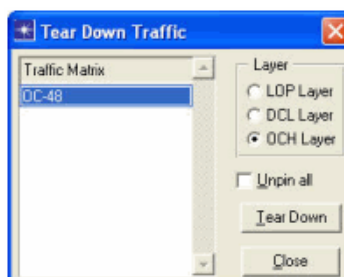 Tear Down Traffic
Traffic Matrix
OC-48
Layer
LOP Layer
DCL Layer
OCH Layer
Unpin all
Tear Down
Close